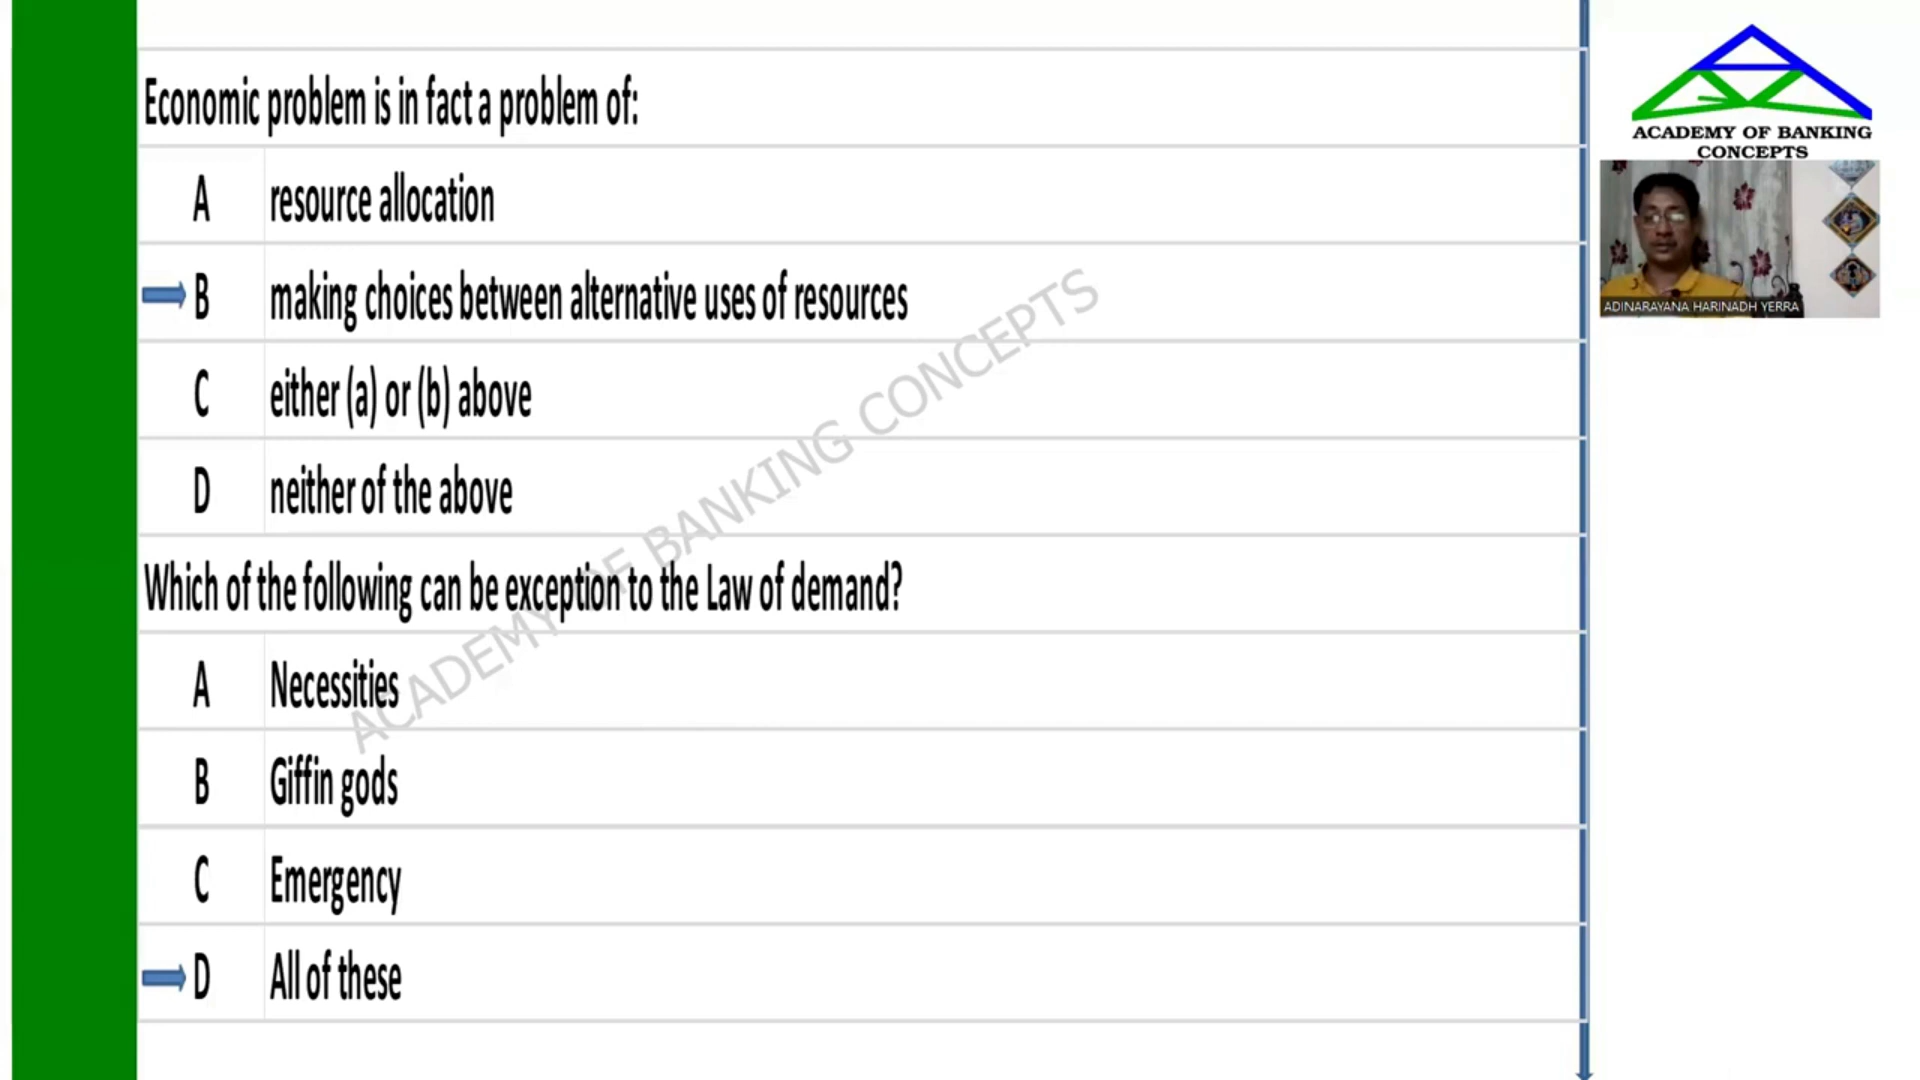 Economic problem is in fact a problem of:
A resource allocation
B making choices between alternative uses of resources
C either (a) or (b) above
D neither of the above
Which of the following can be exception to the Law of demand?
A Necessities
B Giffin gods
C Emergency
D All of these
ACADEMY OF BANKING CONCEPTS
ACADEMY OF BANKING
CONCEPTS
ADINARAYANA HARINADH YERRA